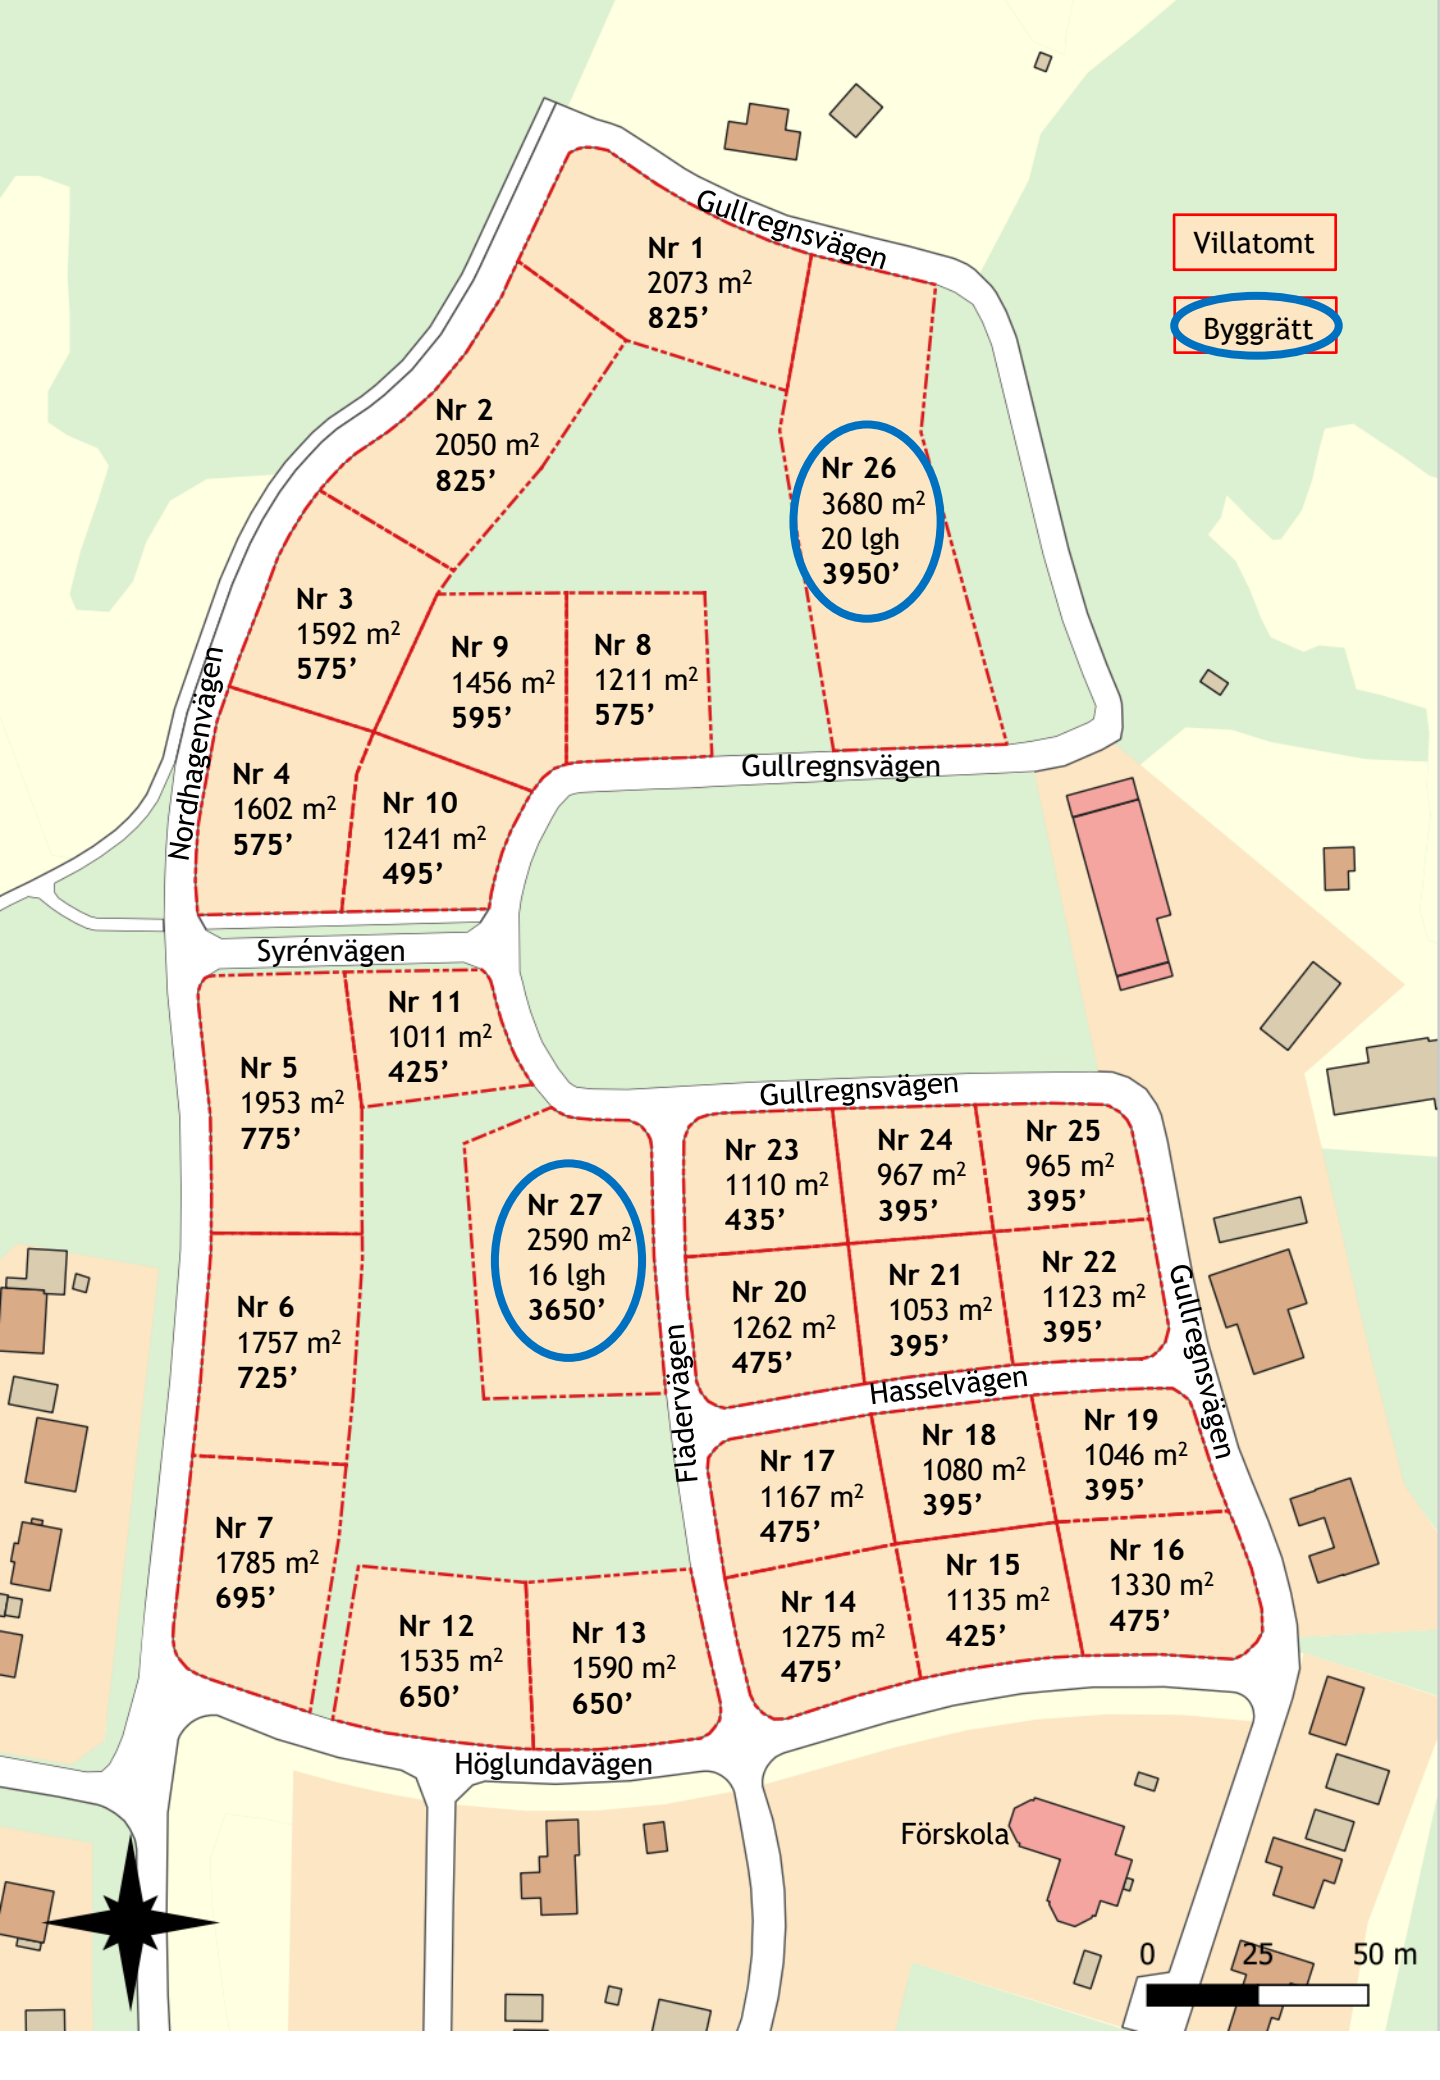 Gullregnsvägen
Villatomt
Byggrätt
Nr 1
2073 m²
825’
Nr 2
2050 m²
825’
Nr 26
3680 m²
20 lgh
3950’
Nr 3
1592 m²
575’
Nr 9
1456 m²
595’
Nr 8
1211 m²
575’
Nordhagenvägen
Gullregnsvägen
Nr 4
1602 m²
575’
Nr 10
1241 m²
495’
Syrénvägen
Nr 11
1011 m²
425’
Nr 5
1953 m²
775’
Gullregnsvägen
Nr 23
1110 m²
435’
Nr 24
967 m²
395’
Nr 25
965 m²
395’
Nr 27
2590 m²
16 lgh
3650’
Nr 20
1262 m²
475’
Nr 21
1053 m²
395’
Nr 22
1123 m²
395’
Gullregnsvägen
Nr 6
1757 m²
725’
Flädervägen
Hasselvägen
Nr 17
1167 m²
475’
Nr 18
1080 m²
395’
Nr 19
1046 m²
395’
Nr 7
1785 m²
695’
Nr 12
1535 m²
650’
Nr 13
1590 m²
650’
Nr 14
1275 m²
475’
Nr 15
1135 m²
425’
Nr 16
1330 m²
475’
Höglundavägen
Förskola
0 25 50 m